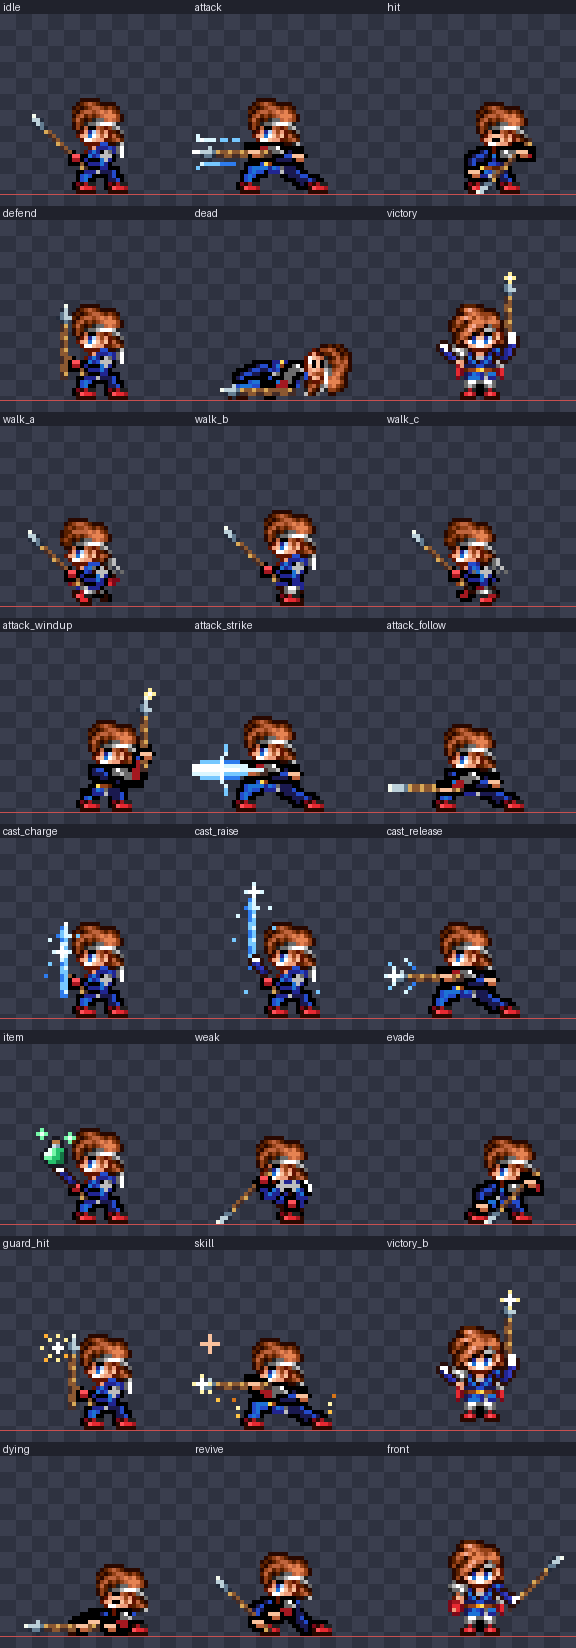 idle attack hit
defend dead victory
walk_a walk_b walk_c
attack_windup attack_strike attack_follow
cast_charge cast_raise cast_release
item weak evade
guard_hit skill victory_b
dying revive front